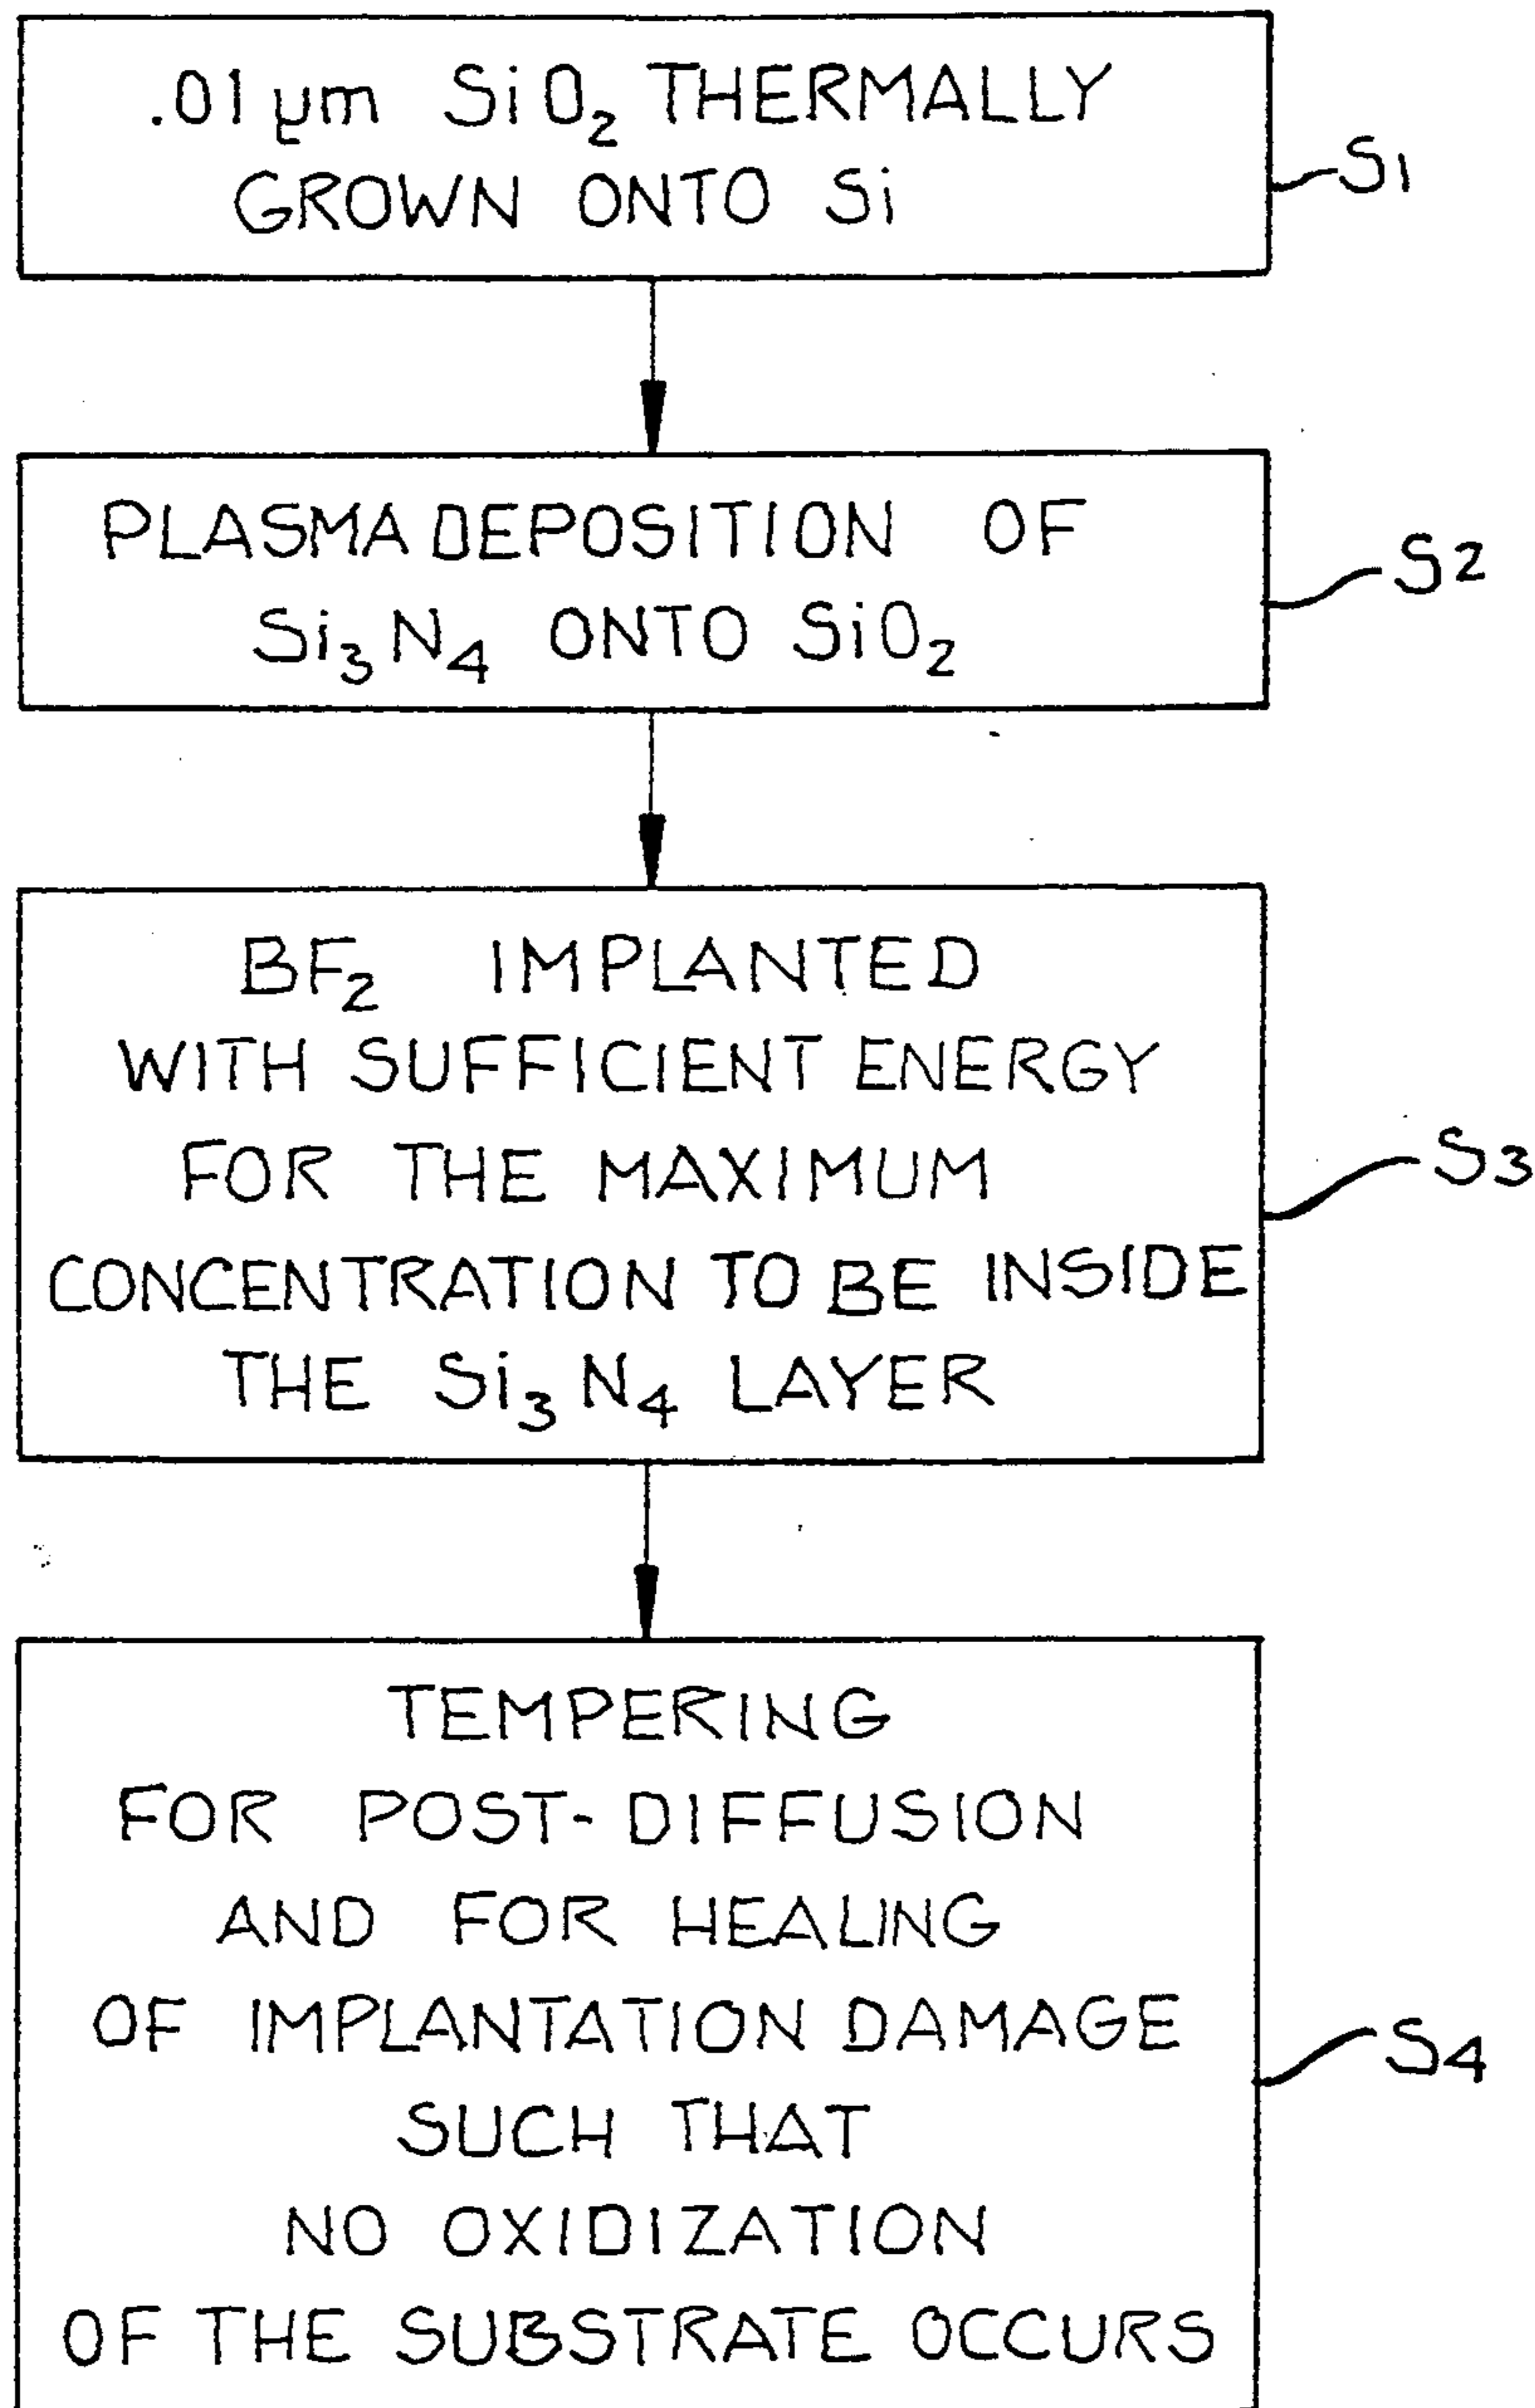 .01 µm SiO₂ THERMALLY
GROWN ONTO Si
S1
PLASMA DEPOSITION OF
Si₃N₄ ONTO SiO₂
S2
BF₂ IMPLANTED
WITH SUFFICIENT ENERGY
FOR THE MAXIMUM
CONCENTRATION TO BE INSIDE
THE Si₃N₄ LAYER
S3
TEMPERING
FOR POST-DIFFUSION
AND FOR HEALING
OF IMPLANTATION DAMAGE
SUCH THAT
NO OXIDIZATION
OF THE SUBSTRATE OCCURS
S4